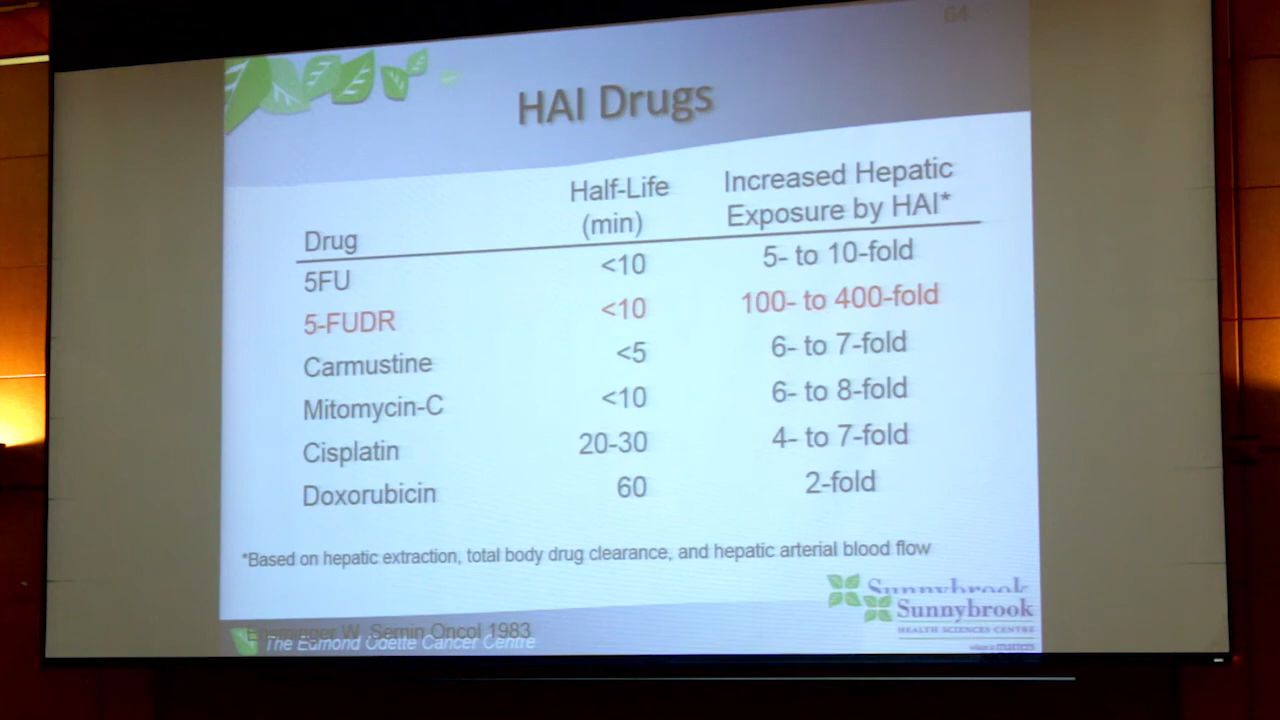 64
HAI Drugs
Drug Half-Life (min) Increased Hepatic Exposure by HAI*
5FU <10 5- to 10-fold
5-FUDR <10 100- to 400-fold
Carmustine <5 6- to 7-fold
Mitomycin-C <10 6- to 8-fold
Cisplatin 20-30 4- to 7-fold
Doxorubicin 60 2-fold
*Based on hepatic extraction, total body drug clearance, and hepatic arterial blood flow
Sunnybrook
Sunnybrook
HEALTH SCIENCES CENTRE
W. Semin Oncol 1983
The Edmond Odette Cancer Centre